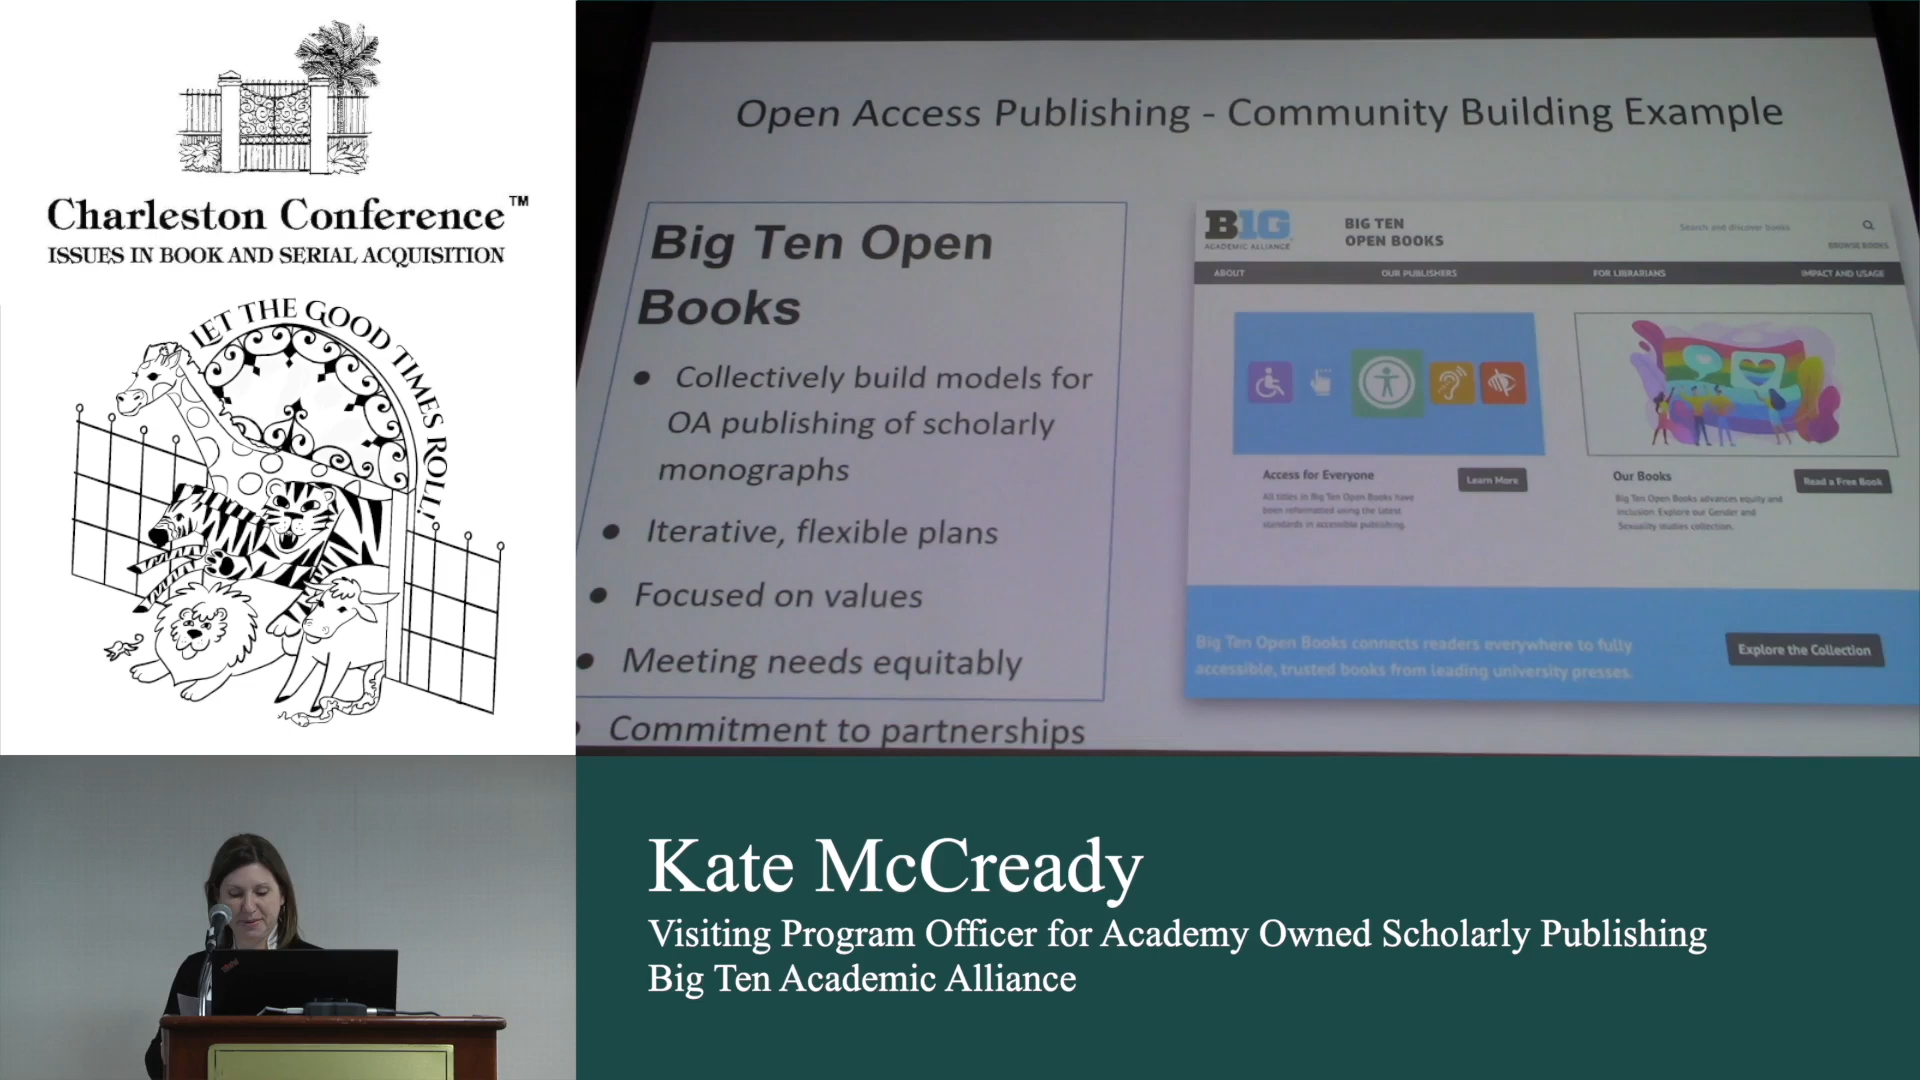 Charleston Conference™
ISSUES IN BOOK AND SERIAL ACQUISITION
LET THE GOOD TIMES ROLL!
Open Access Publishing - Community Building Example
Big Ten Open
Books
● Collectively build models for
OA publishing of scholarly
monographs
● Iterative, flexible plans
● Focused on values
● Meeting needs equitably
● Commitment to partnerships
B1G
ACADEMIC ALLIANCE
BIG TEN
OPEN BOOKS
Search and discover books
BROWSE BOOKS
ABOUT
OUR PUBLISHERS
FOR LIBRARIANS
IMPACT AND USAGE
Access for Everyone
Learn More
All titles in Big Ten Open Books have
been reformatted using the latest
standards in accessible publishing.
Our Books
Read a Free Book
Big Ten Open Books advances equity and
inclusion. Explore our Gender and
Sexuality studies collection.
Big Ten Open Books connects readers everywhere to fully
accessible, trusted books from leading university presses.
Explore the Collection
Kate McCready
Visiting Program Officer for Academy Owned Scholarly Publishing
Big Ten Academic Alliance